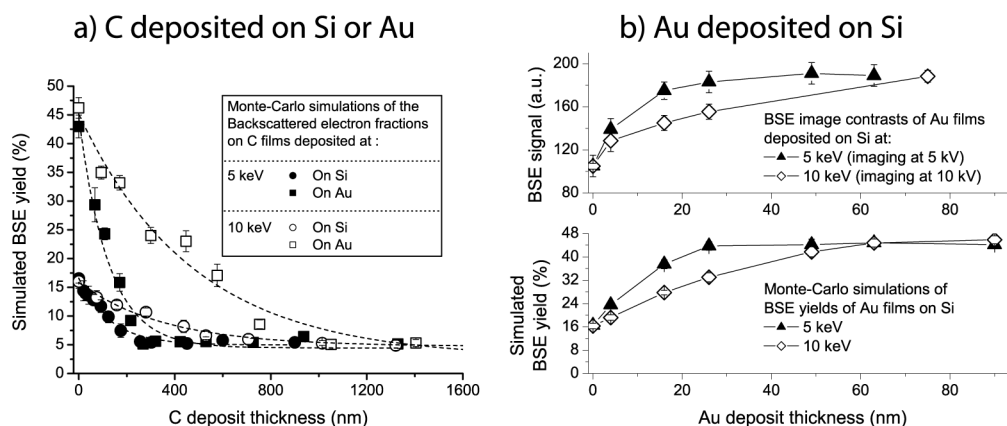 a) C deposited on Si or Au
Simulated BSE yield (%)
50
45
40
35
30
25
20
15
10
5
0
0
400
800
1200
1600
C deposit thickness (nm)
Monte-Carlo simulations of the
Backscattered electron fractions
on C films deposited at :
5 keV
On Si
On Au
10 keV
On Si
On Au
b) Au deposited on Si
BSE signal (a.u.)
200
160
120
80
0
20
40
60
80
BSE image contrasts of Au films
deposited on Si at:
5 keV (imaging at 5 kV)
10 keV (imaging at 10 kV)
Simulated
BSE yield (%)
48
36
24
12
0
0
20
40
60
80
Au deposit thickness (nm)
Monte-Carlo simulations of
BSE yields of Au films on Si
5 keV
10 keV